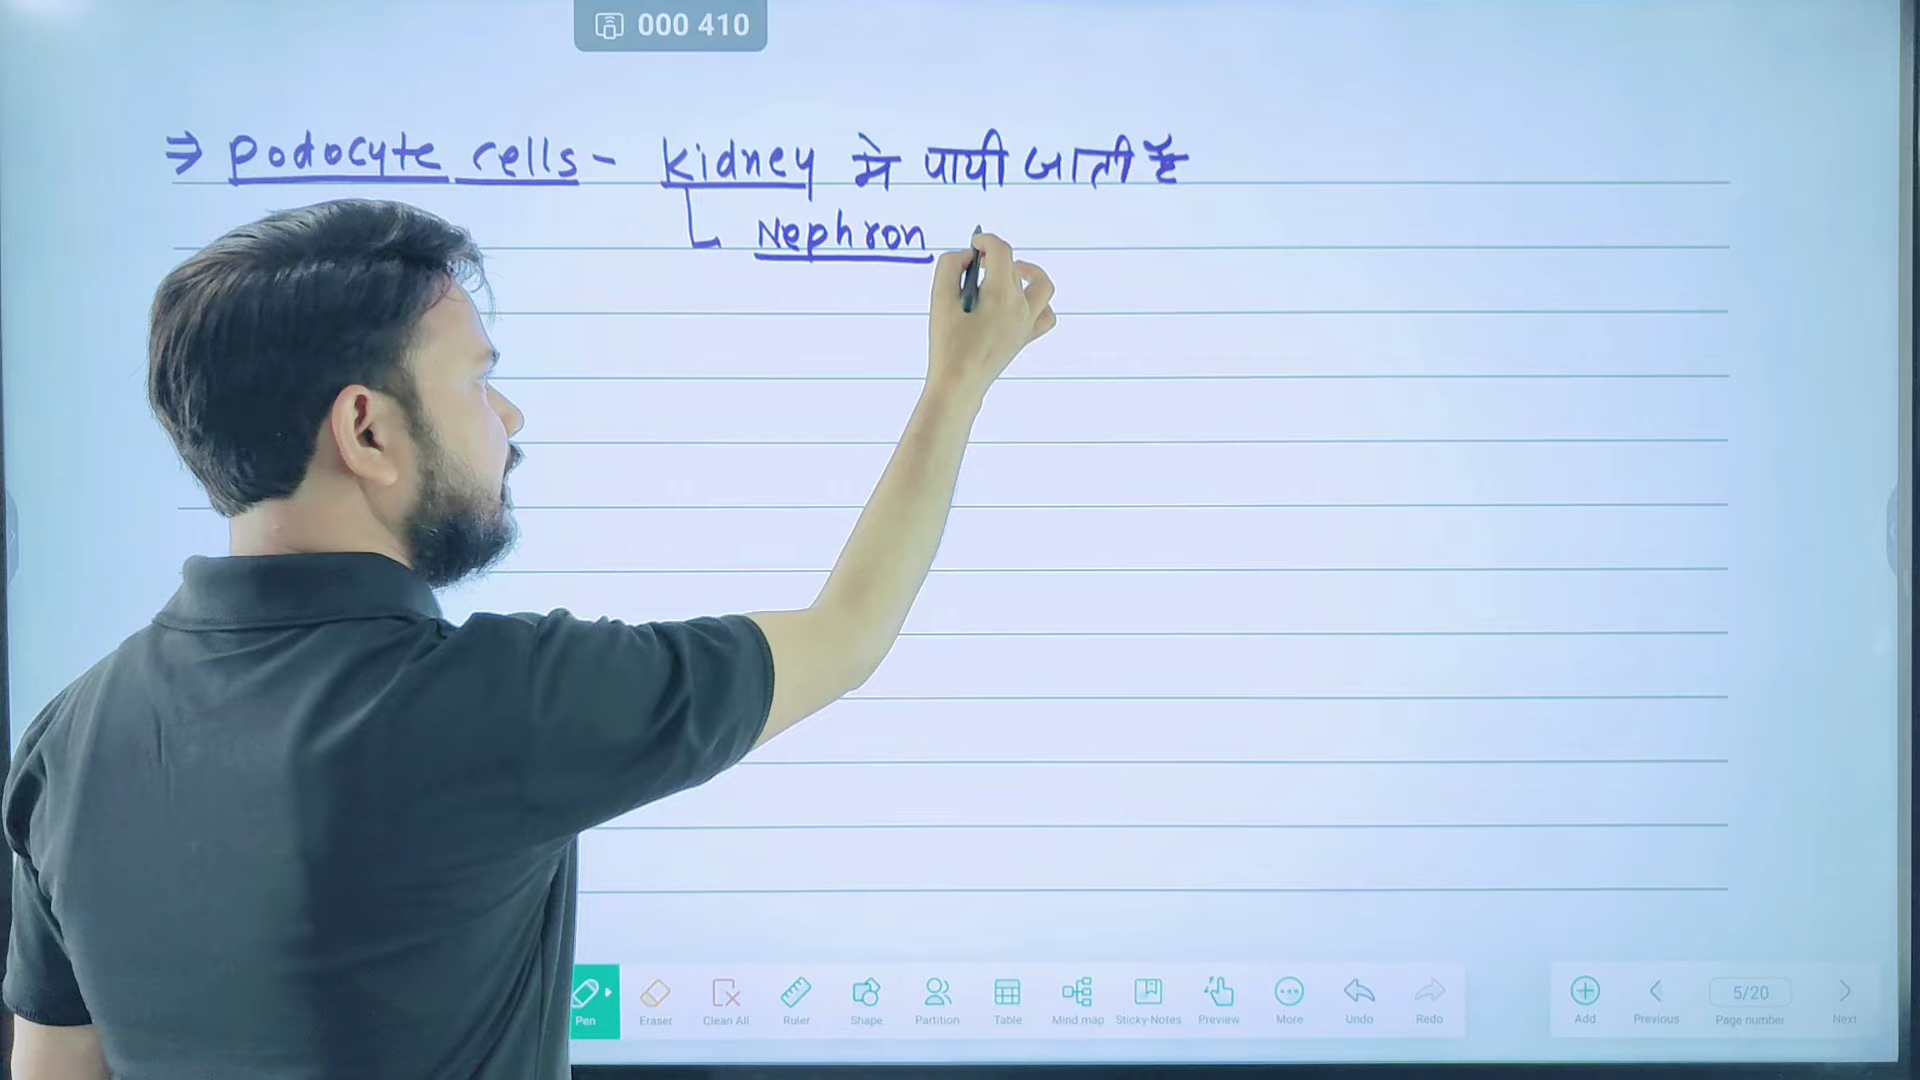 000 410
⇒ Podocyte cells - Kidney मे पायी जाती है
Nephron
Pen
Eraser
Clean All
Ruler
Shape
Partition
Table
Mind map
Sticky-Notes
Preview
More
Undo
Redo
Add
Previous
5/20
Page number
Next